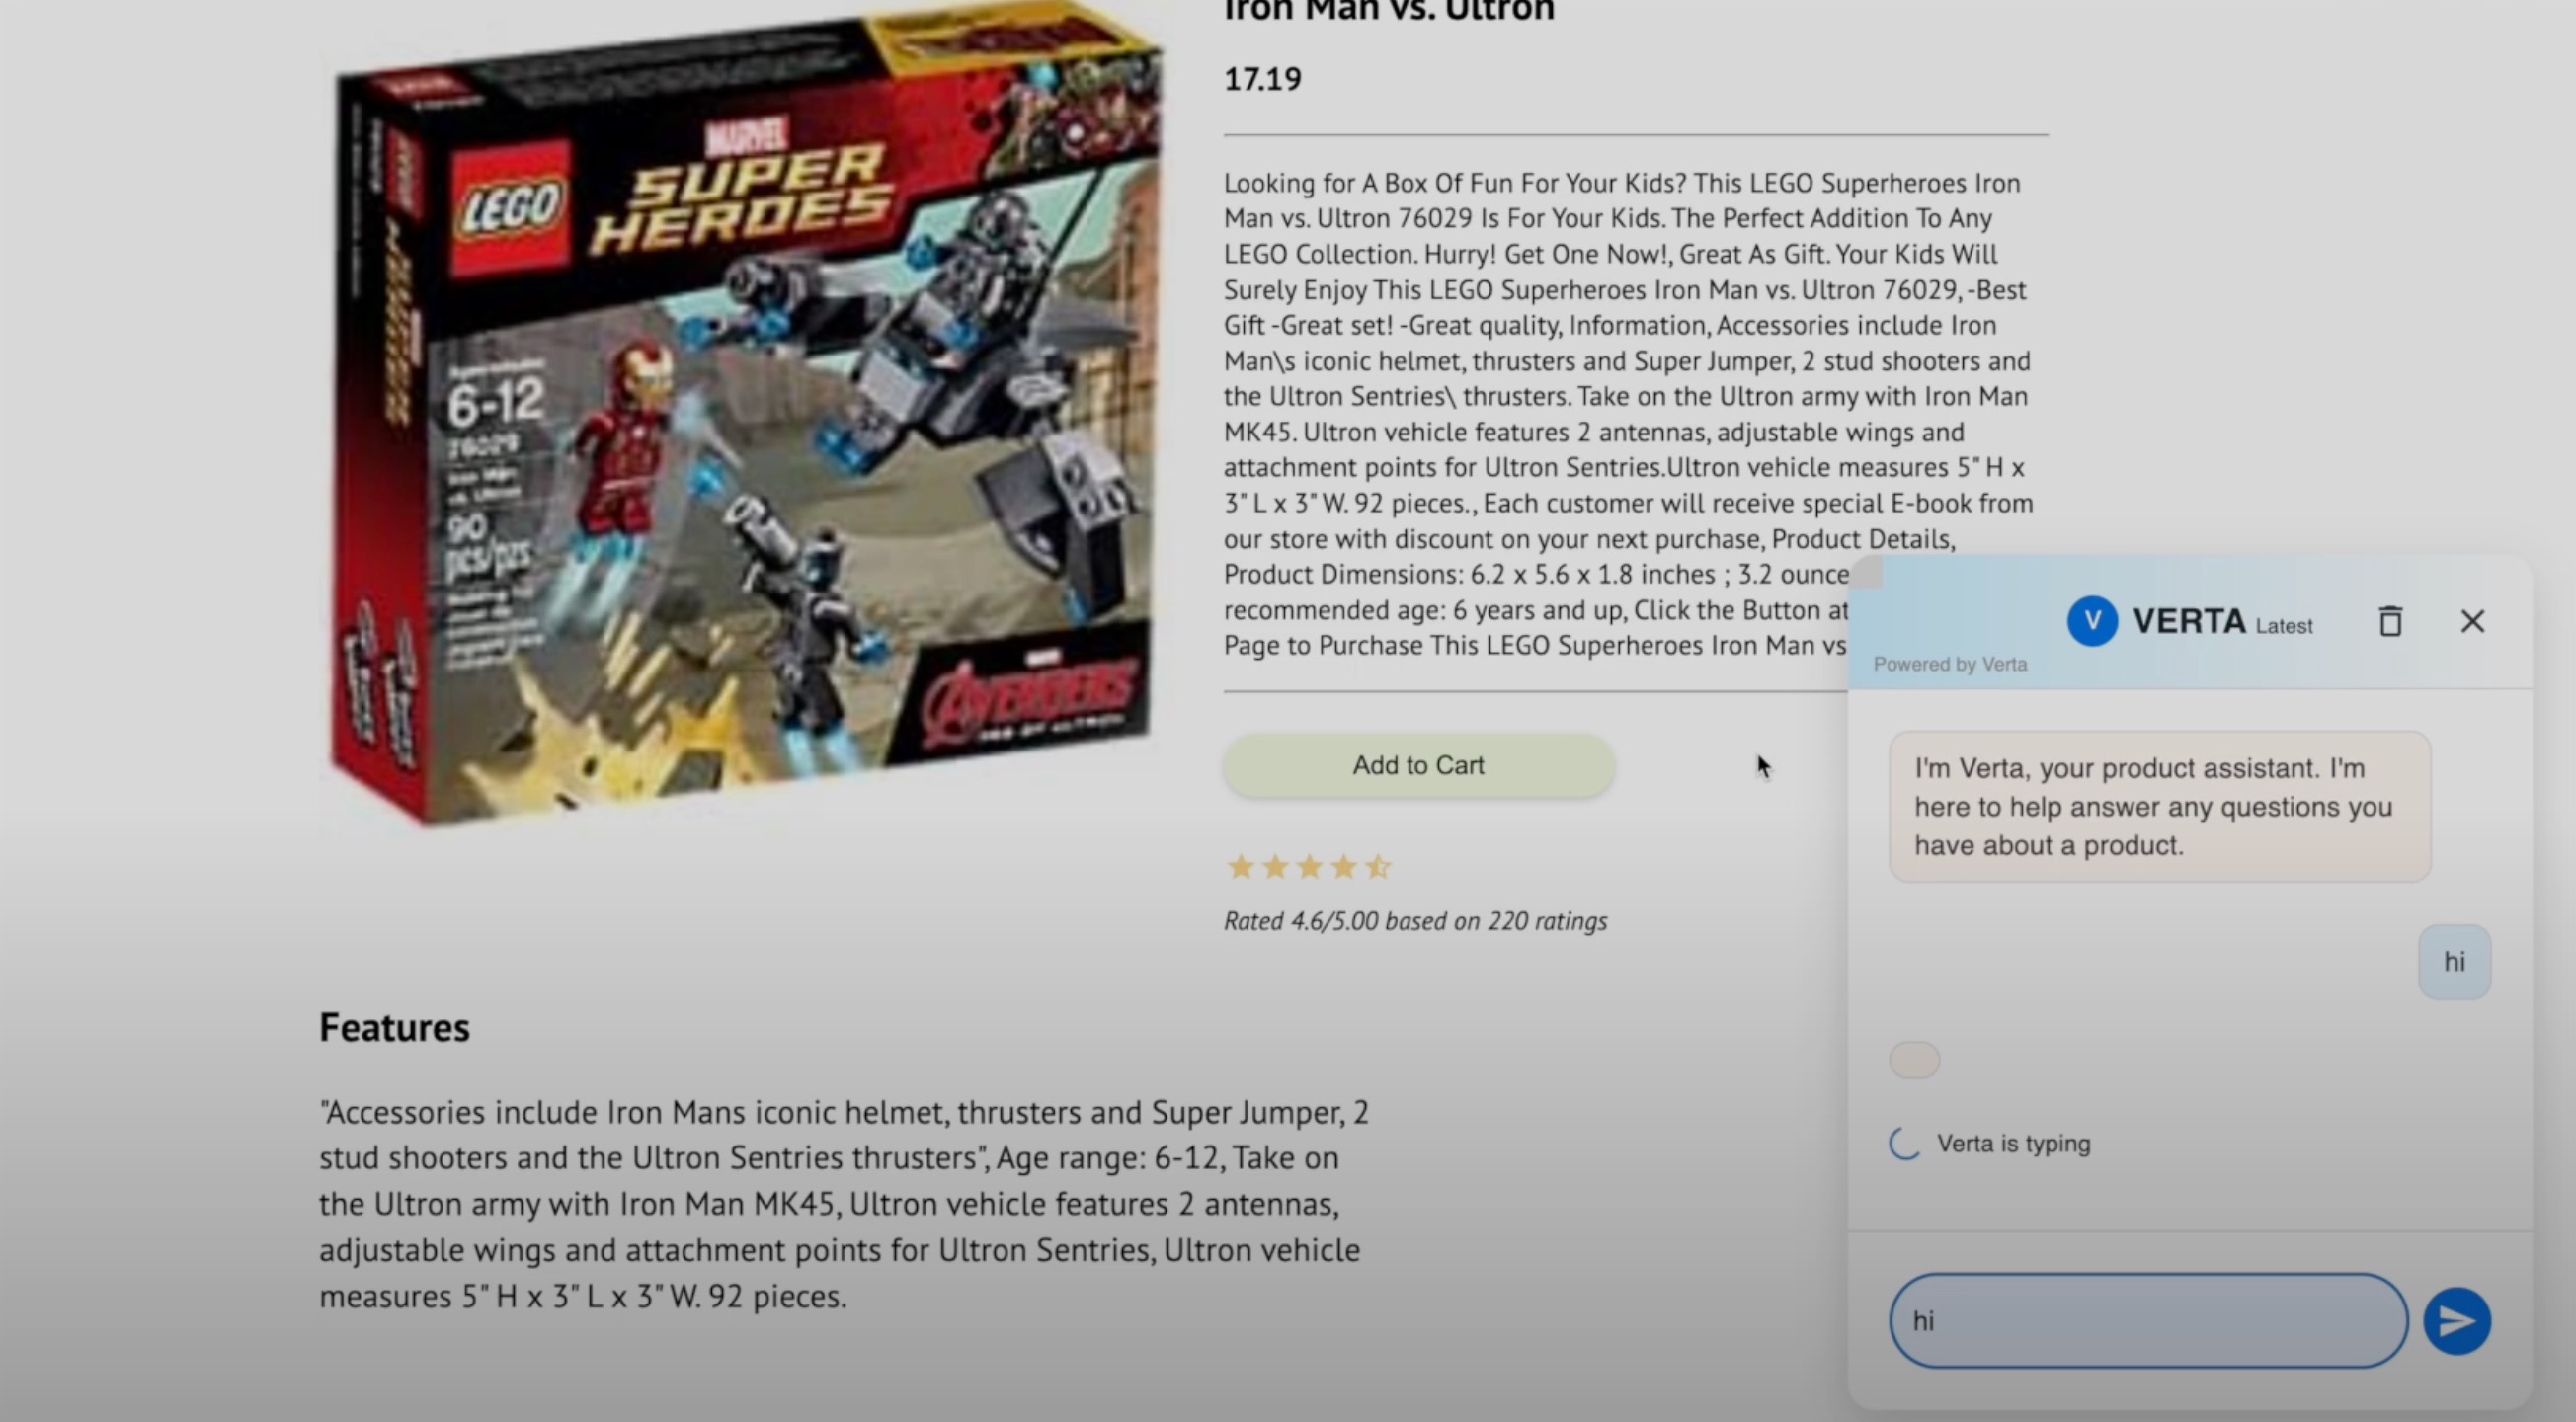 Iron Man vs. Ultron
17.19
Looking for A Box Of Fun For Your Kids? This LEGO Superheroes Iron
Man vs. Ultron 76029 Is For Your Kids. The Perfect Addition To Any
LEGO Collection. Hurry! Get One Now!, Great As Gift. Your Kids Will
Surely Enjoy This LEGO Superheroes Iron Man vs. Ultron 76029, -Best
Gift -Great set! -Great quality, Information, Accessories include Iron
Man\s iconic helmet, thrusters and Super Jumper, 2 stud shooters and
the Ultron Sentries\ thrusters. Take on the Ultron army with Iron Man
MK45. Ultron vehicle features 2 antennas, adjustable wings and
attachment points for Ultron Sentries.Ultron vehicle measures 5" H x
3" L x 3" W. 92 pieces., Each customer will receive special E-book from
our store with discount on your next purchase, Product Details,
Product Dimensions: 6.2 x 5.6 x 1.8 inches ; 3.2 ounce
recommended age: 6 years and up, Click the Button at
Page to Purchase This LEGO Superheroes Iron Man vs
Add to Cart
Rated 4.6/5.00 based on 220 ratings
MARVEL
SUPER
HEROES
LEGO
6-12
76029
Iron Man
vs. Ultron
90
pcs/pzs
AVENGERS
Features
"Accessories include Iron Mans iconic helmet, thrusters and Super Jumper, 2
stud shooters and the Ultron Sentries thrusters", Age range: 6-12, Take on
the Ultron army with Iron Man MK45, Ultron vehicle features 2 antennas,
adjustable wings and attachment points for Ultron Sentries, Ultron vehicle
measures 5" H x 3" L x 3" W. 92 pieces.
V VERTA Latest
Powered by Verta
I'm Verta, your product assistant. I'm
here to help answer any questions you
have about a product.
hi
Verta is typing
hi